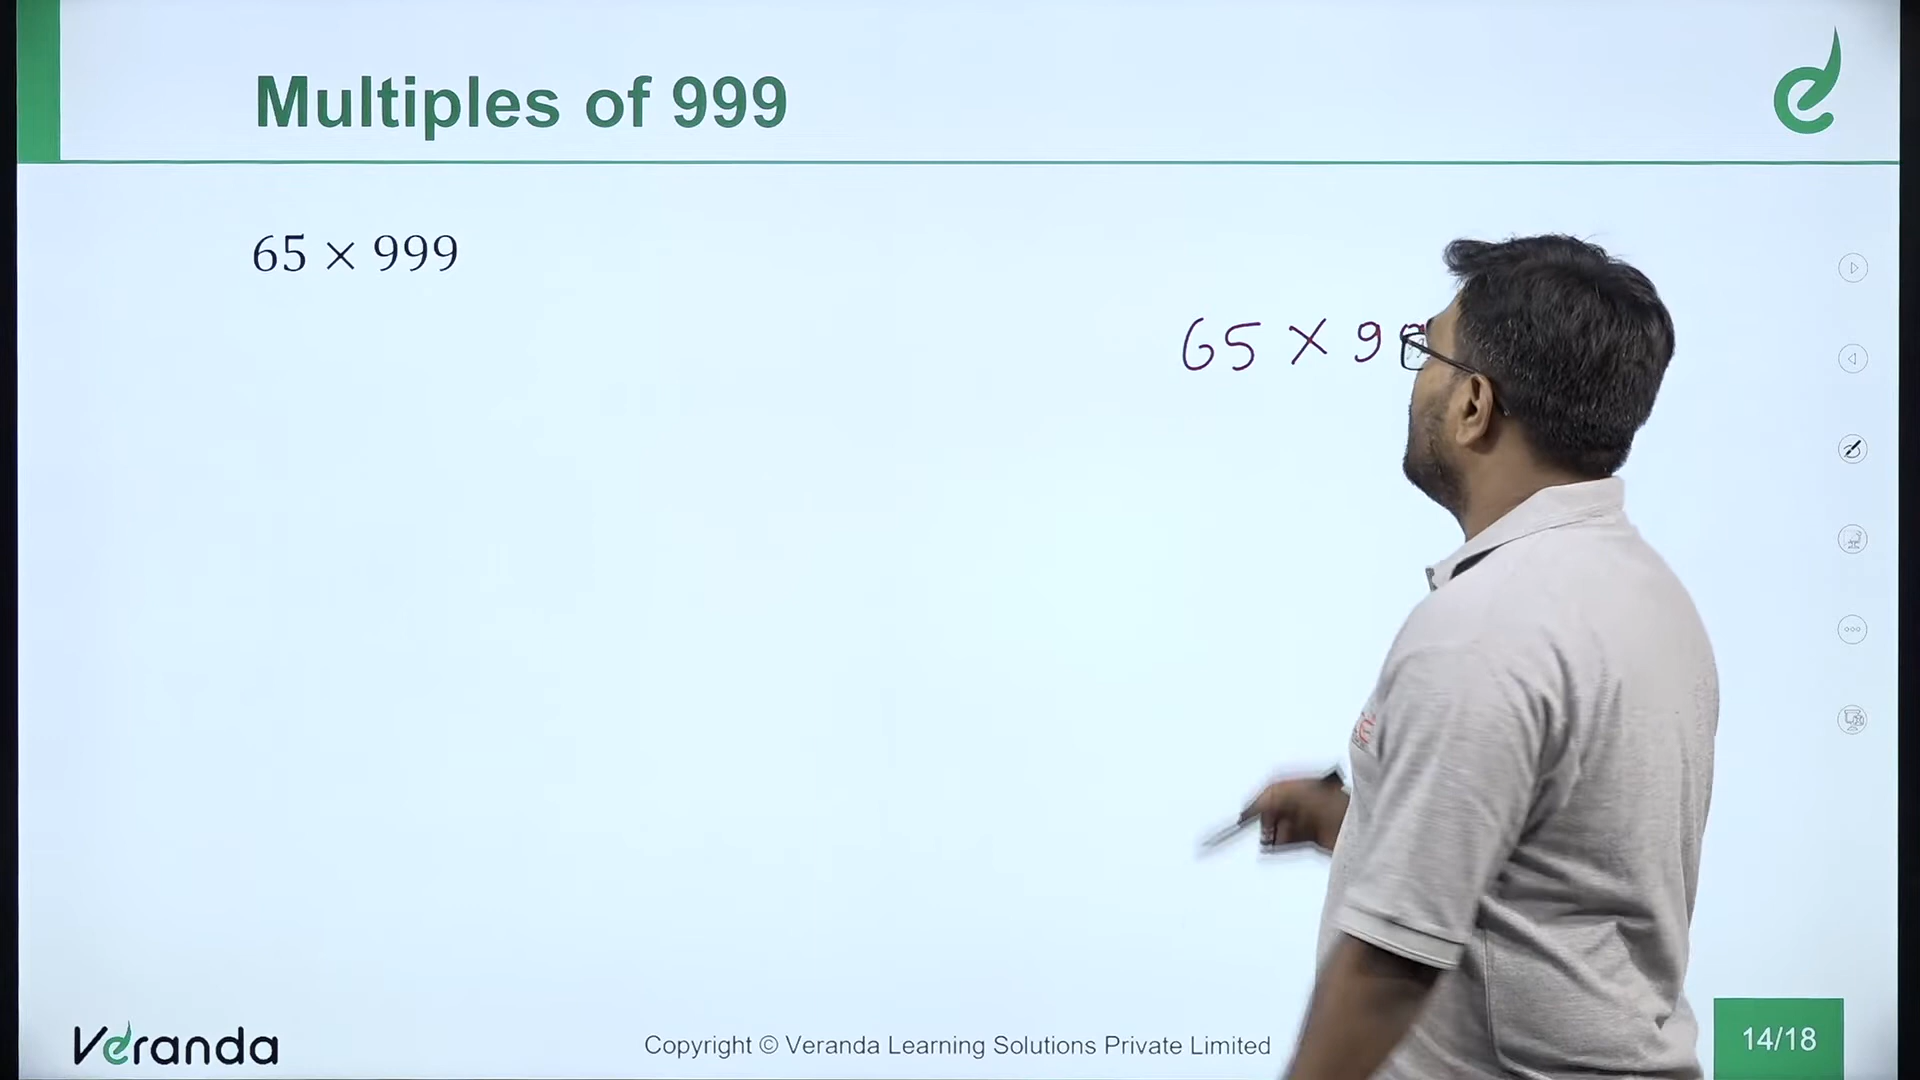 Multiples of 999
65 × 999
65 × 9
Veranda
Copyright © Veranda Learning Solutions Private Limited
14/18